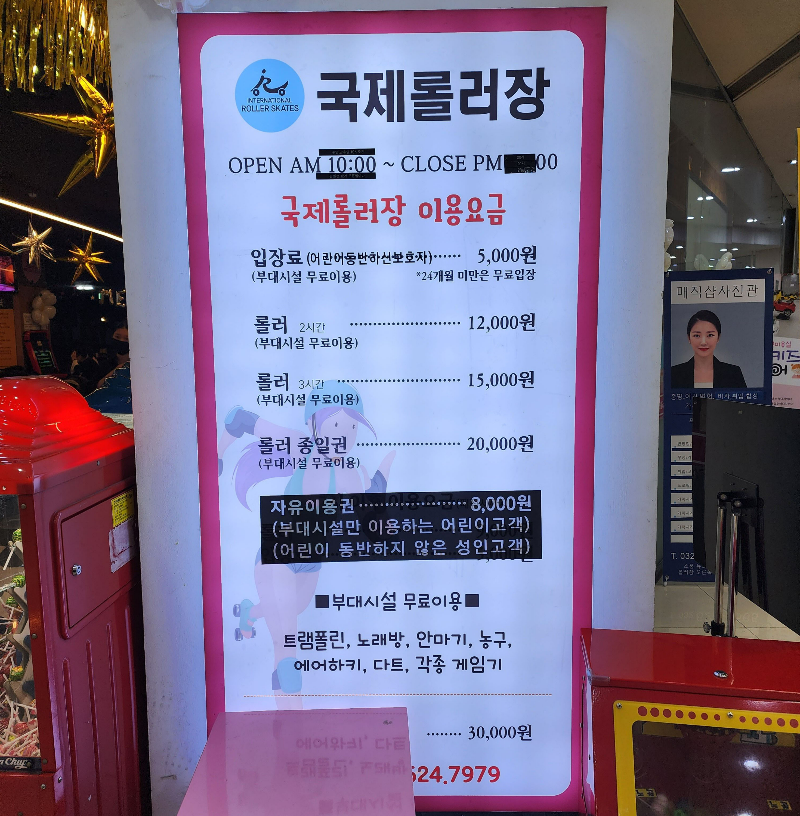 INTERNATIONAL
ROLLER SKATES
국제롤러장
OPEN AM 10:00 ~ CLOSE PM 00
국제롤러장 이용요금
입장료 (어린이동반하신보호자)······ 5,000원
(부대시설 무료이용) *24개월 미만은 무료입장
롤러 2시간 ······················ 12,000원
(부대시설 무료이용)
롤러 3시간 ························ 15,000원
(부대시설 무료이용)
롤러 종일권 ····················· 20,000원
(부대시설 무료이용)
자유이용권 ······················ 8,000원
(부대시설만 이용하는 어린이고객)
(어린이 동반하지 않은 성인고객)
■부대시설 무료이용■
트램폴린, 노래방, 안마기, 농구,
에어하키, 다트, 각종 게임기
········ 30,000원
524.7979
매직샵사진관
T. 032